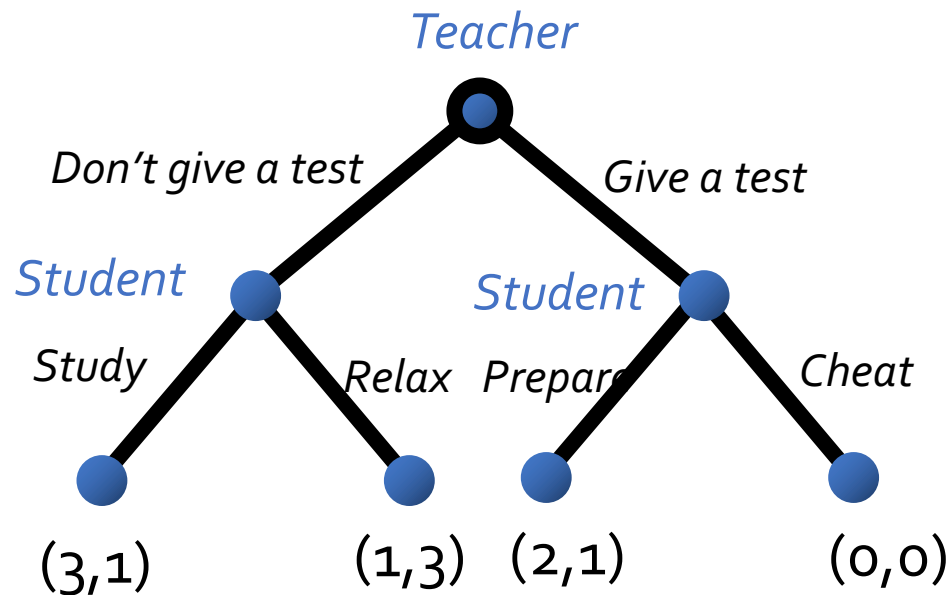 Teacher
Don't give a test
Give a test
Student
Student
Study
Relax
Prepare
Cheat
(3,1)
(1,3)
(2,1)
(0,0)